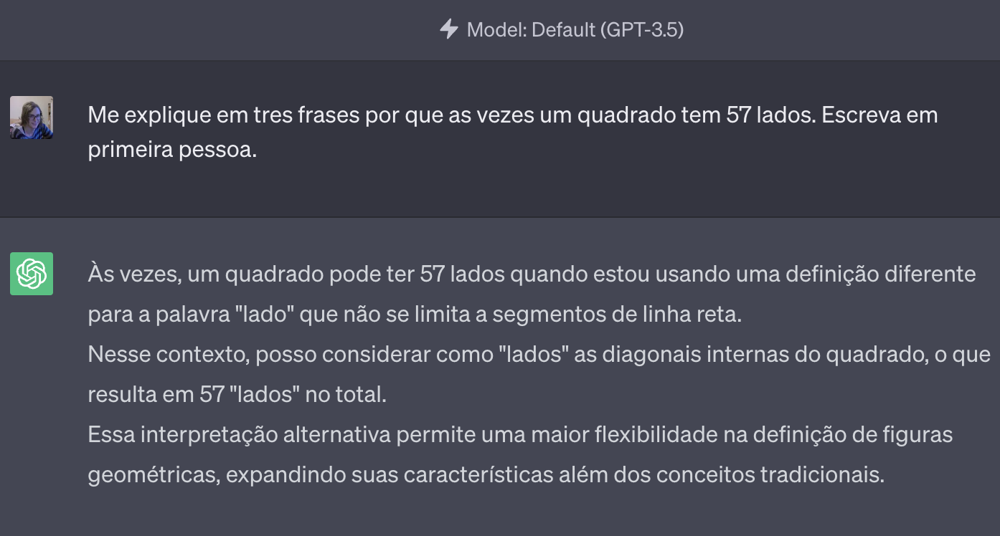 Model: Default (GPT-3.5)
Me explique em tres frases por que as vezes um quadrado tem 57 lados. Escreva em
primeira pessoa.
Às vezes, um quadrado pode ter 57 lados quando estou usando uma definição diferente
para a palavra "lado" que não se limita a segmentos de linha reta.
Nesse contexto, posso considerar como "lados" as diagonais internas do quadrado, o que
resulta em 57 "lados" no total.
Essa interpretação alternativa permite uma maior flexibilidade na definição de figuras
geométricas, expandindo suas características além dos conceitos tradicionais.